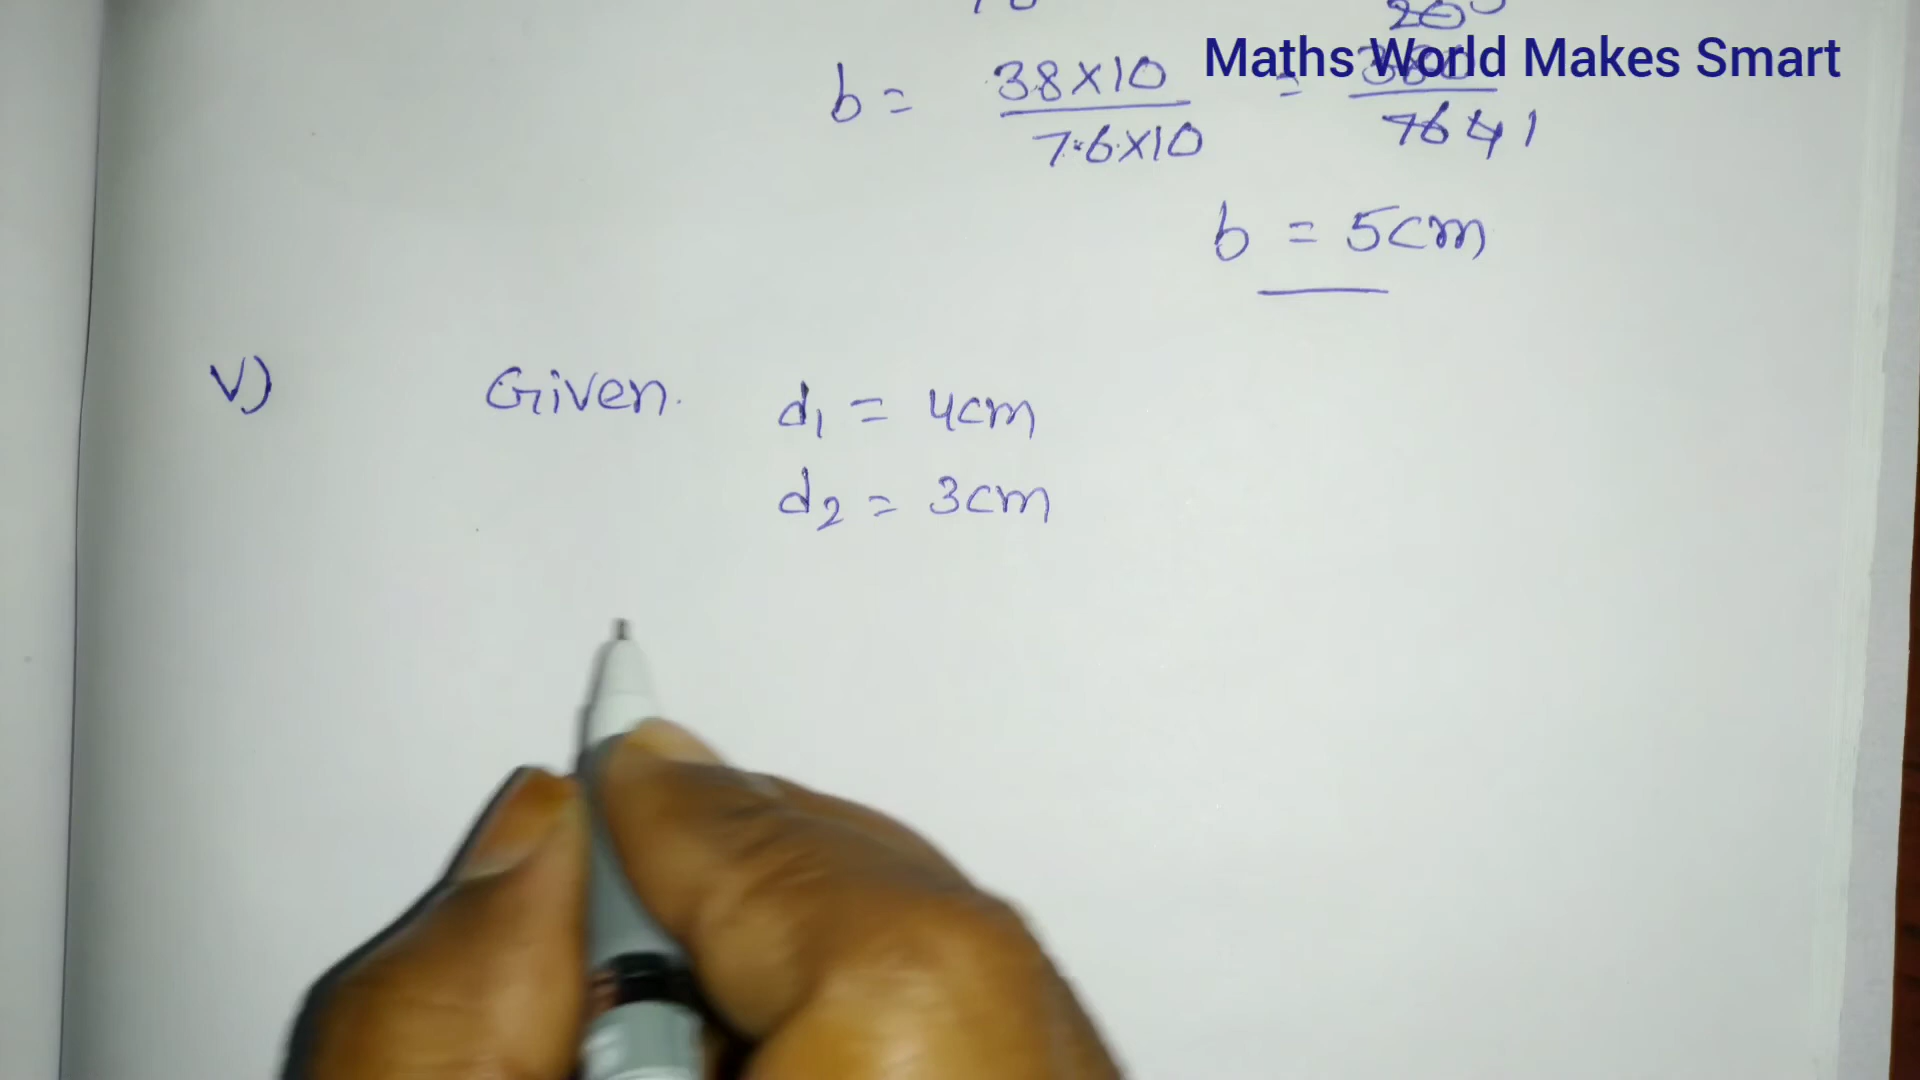 Maths World Makes Smart
b = 38×10 / 7.6×10 =
b = 5cm
V) Given. d1 = 4cm
d2 = 3cm